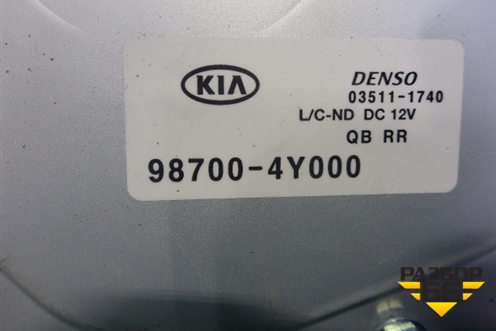 KIA
DENSO
03511-1740
L/C-ND DC 12V
QB RR
98700-4Y000
РАЗБОР